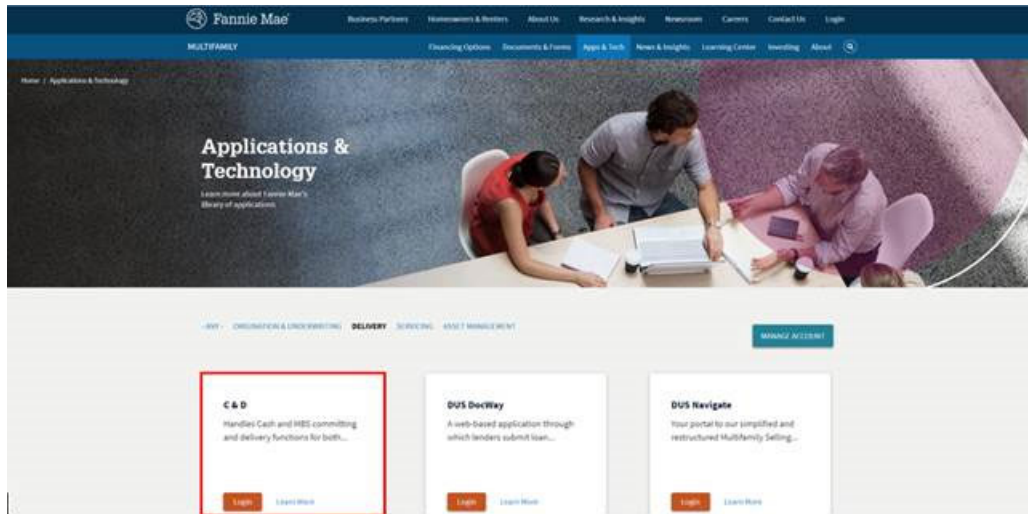 Fannie Mae
Business Partners Homeowners & Renters About Us Research & Insights Newsroom Careers Contact Us Login
MULTIFAMILY
Financing Options Documents & Forms Apps & Tech News & Insights Learning Center Investing About
Home / Applications & Technology
Applications &
Technology
Learn more about Fannie Mae's
library of applications
- ANY - ORIGINATION & UNDERWRITING DELIVERY SERVICING ASSET MANAGEMENT
MANAGE ACCOUNT
C & D
Handles Cash and MBS committing
and delivery functions for both...
Login Learn More
DUS DocWay
A web-based application through
which lenders submit loan...
Login Learn More
DUS Navigate
Your portal to our simplified and
restructured Multifamily Selling...
Login Learn More